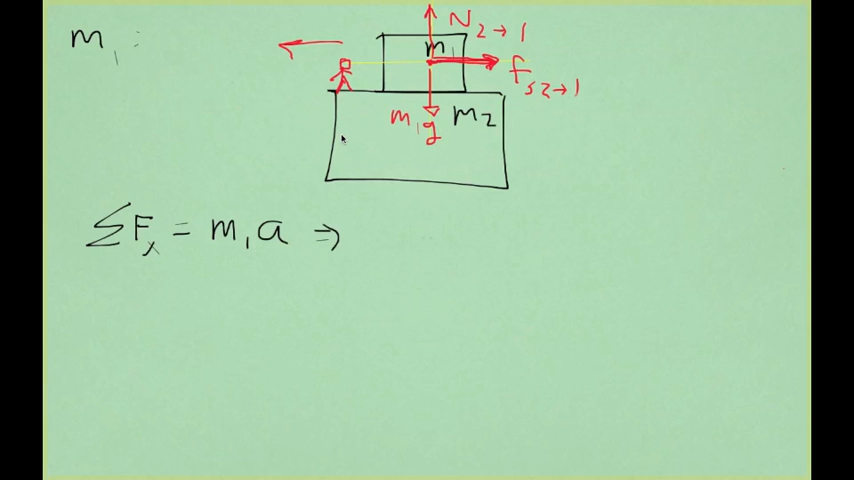 m₁ :
N₂→₁
m₁
fₛ₂→₁
m₁g
m₂
ΣFₓ = m₁a ⇒